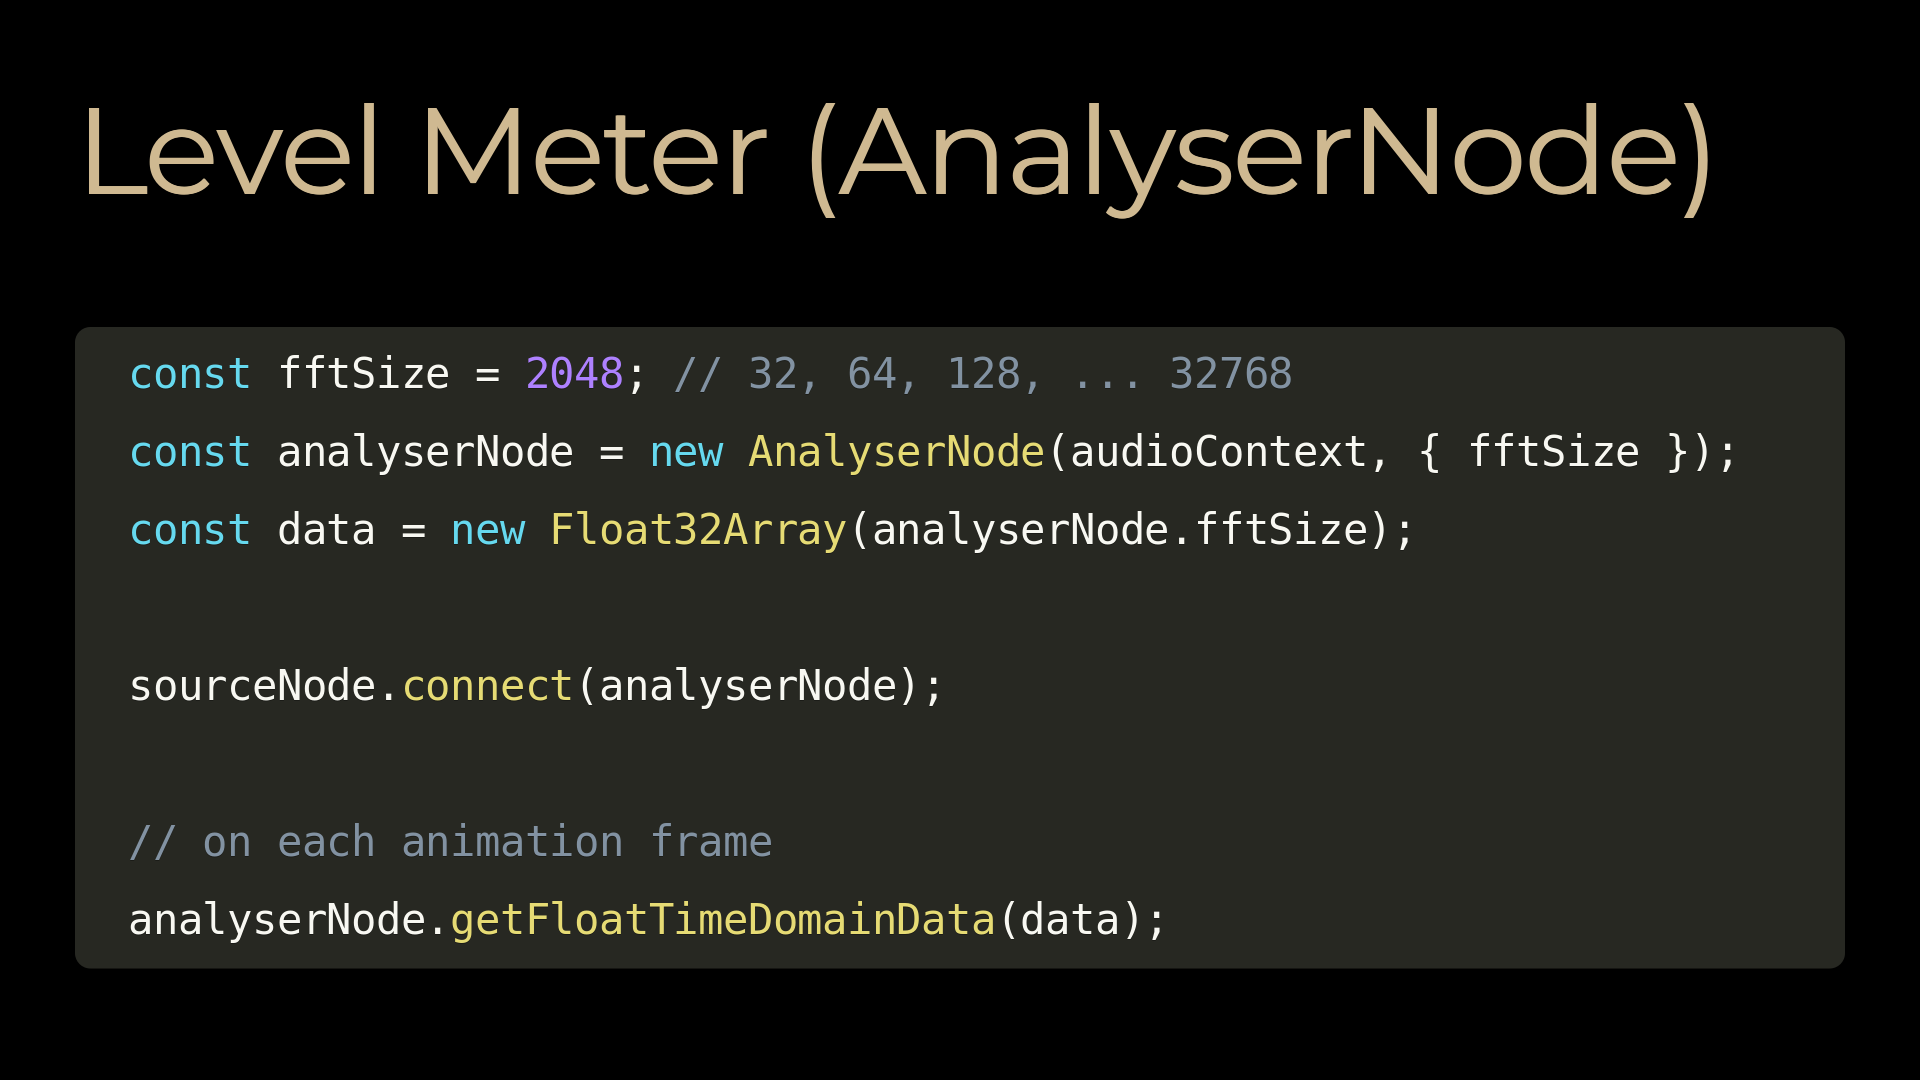 Level Meter (AnalyserNode)
const fftSize = 2048; // 32, 64, 128, ... 32768
const analyserNode = new AnalyserNode(audioContext, { fftSize });
const data = new Float32Array(analyserNode.fftSize);
sourceNode.connect(analyserNode);
// on each animation frame
analyserNode.getFloatTimeDomainData(data);